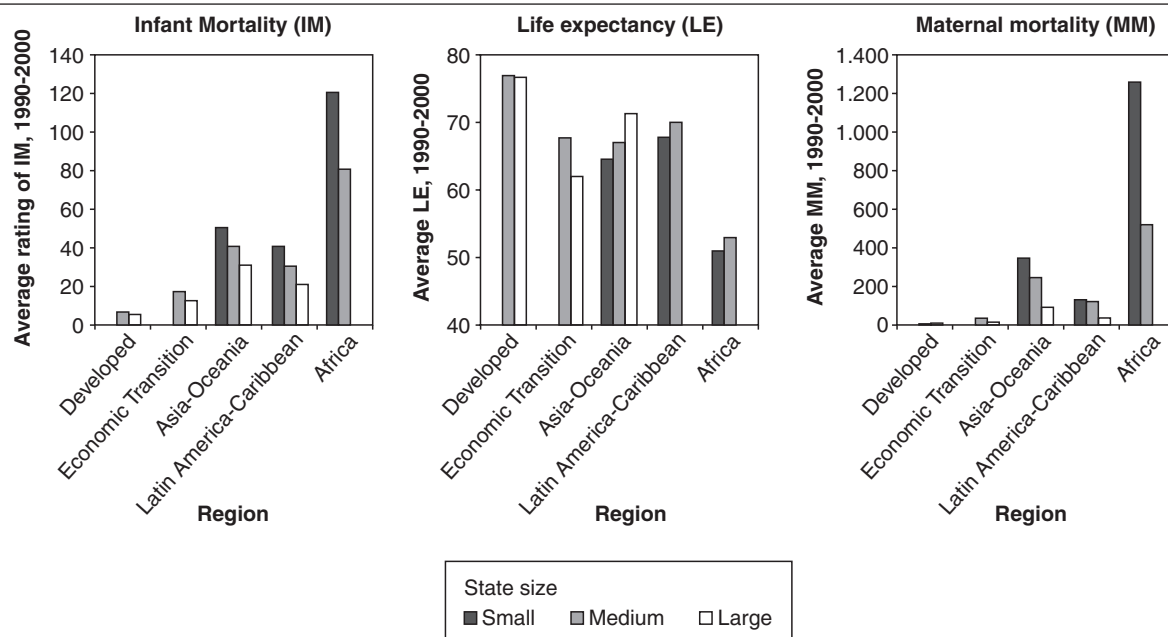 Infant Mortality (IM)
Average rating of IM, 1990-2000
140
120
100
80
60
40
20
0
Developed
Economic Transition
Asia-Oceania
Latin America-Caribbean
Africa
Region
Life expectancy (LE)
Average LE, 1990-2000
80
70
60
50
40
Developed
Economic Transition
Asia-Oceania
Latin America-Caribbean
Africa
Region
Maternal mortality (MM)
Average MM, 1990-2000
1.400
1.200
1.000
800
600
400
200
0
Developed
Economic Transition
Asia-Oceania
Latin America-Caribbean
Africa
Region
State size
Small Medium Large